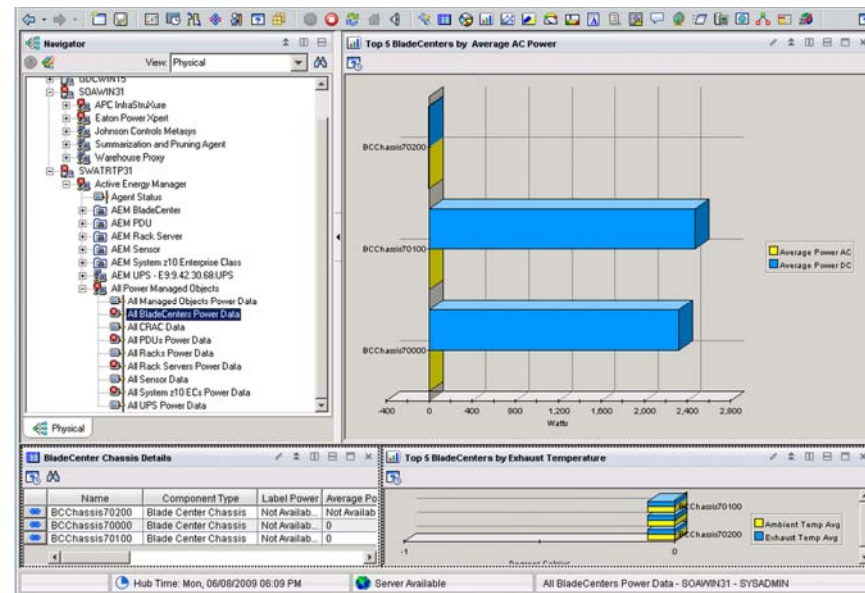 Navigator
View: Physical
GDCWIN15
SOAWIN31
APC InfraStruXure
Eaton Power Xpert
Johnson Controls Metasys
Summarization and Pruning Agent
Warehouse Proxy
SWATRTP31
Active Energy Manager
Agent Status
AEM BladeCenter
AEM PDU
AEM Rack Server
AEM Sensor
AEM System z10 Enterprise Class
AEM UPS - E9:9.42.30.68:UPS
All Power Managed Objects
All Managed Objects Power Data
All BladeCenters Power Data
All CRAC Data
All PDUs Power Data
All Racks Power Data
All Rack Servers Power Data
All Sensor Data
All System z10 ECs Power Data
All UPS Power Data
Physical
Top 5 BladeCenters by Average AC Power
BCChassis70200
BCChassis70100
BCChassis70000
-400 0 400 800 1,200 1,600 2,000 2,400 2,800
Watts
Average Power AC
Average Power DC
BladeCenter Chassis Details
Name Component Type Label Power Average Po
BCChassis70200 Blade Center Chassis Not Availab... Not Availab
BCChassis70000 Blade Center Chassis Not Availab... 0
BCChassis70100 Blade Center Chassis Not Availab... 0
Top 5 BladeCenters by Exhaust Temperature
BCChassis70100
BCChassis70200
-1 0
Degrees Celsius
Ambient Temp Avg
Exhaust Temp Avg
Hub Time: Mon, 06/08/2009 06:09 PM
Server Available
All BladeCenters Power Data - SOAWIN31 - SYSADMIN